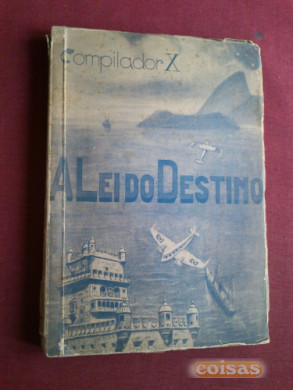 Compilador X
A LEI DO DESTINO
coisas